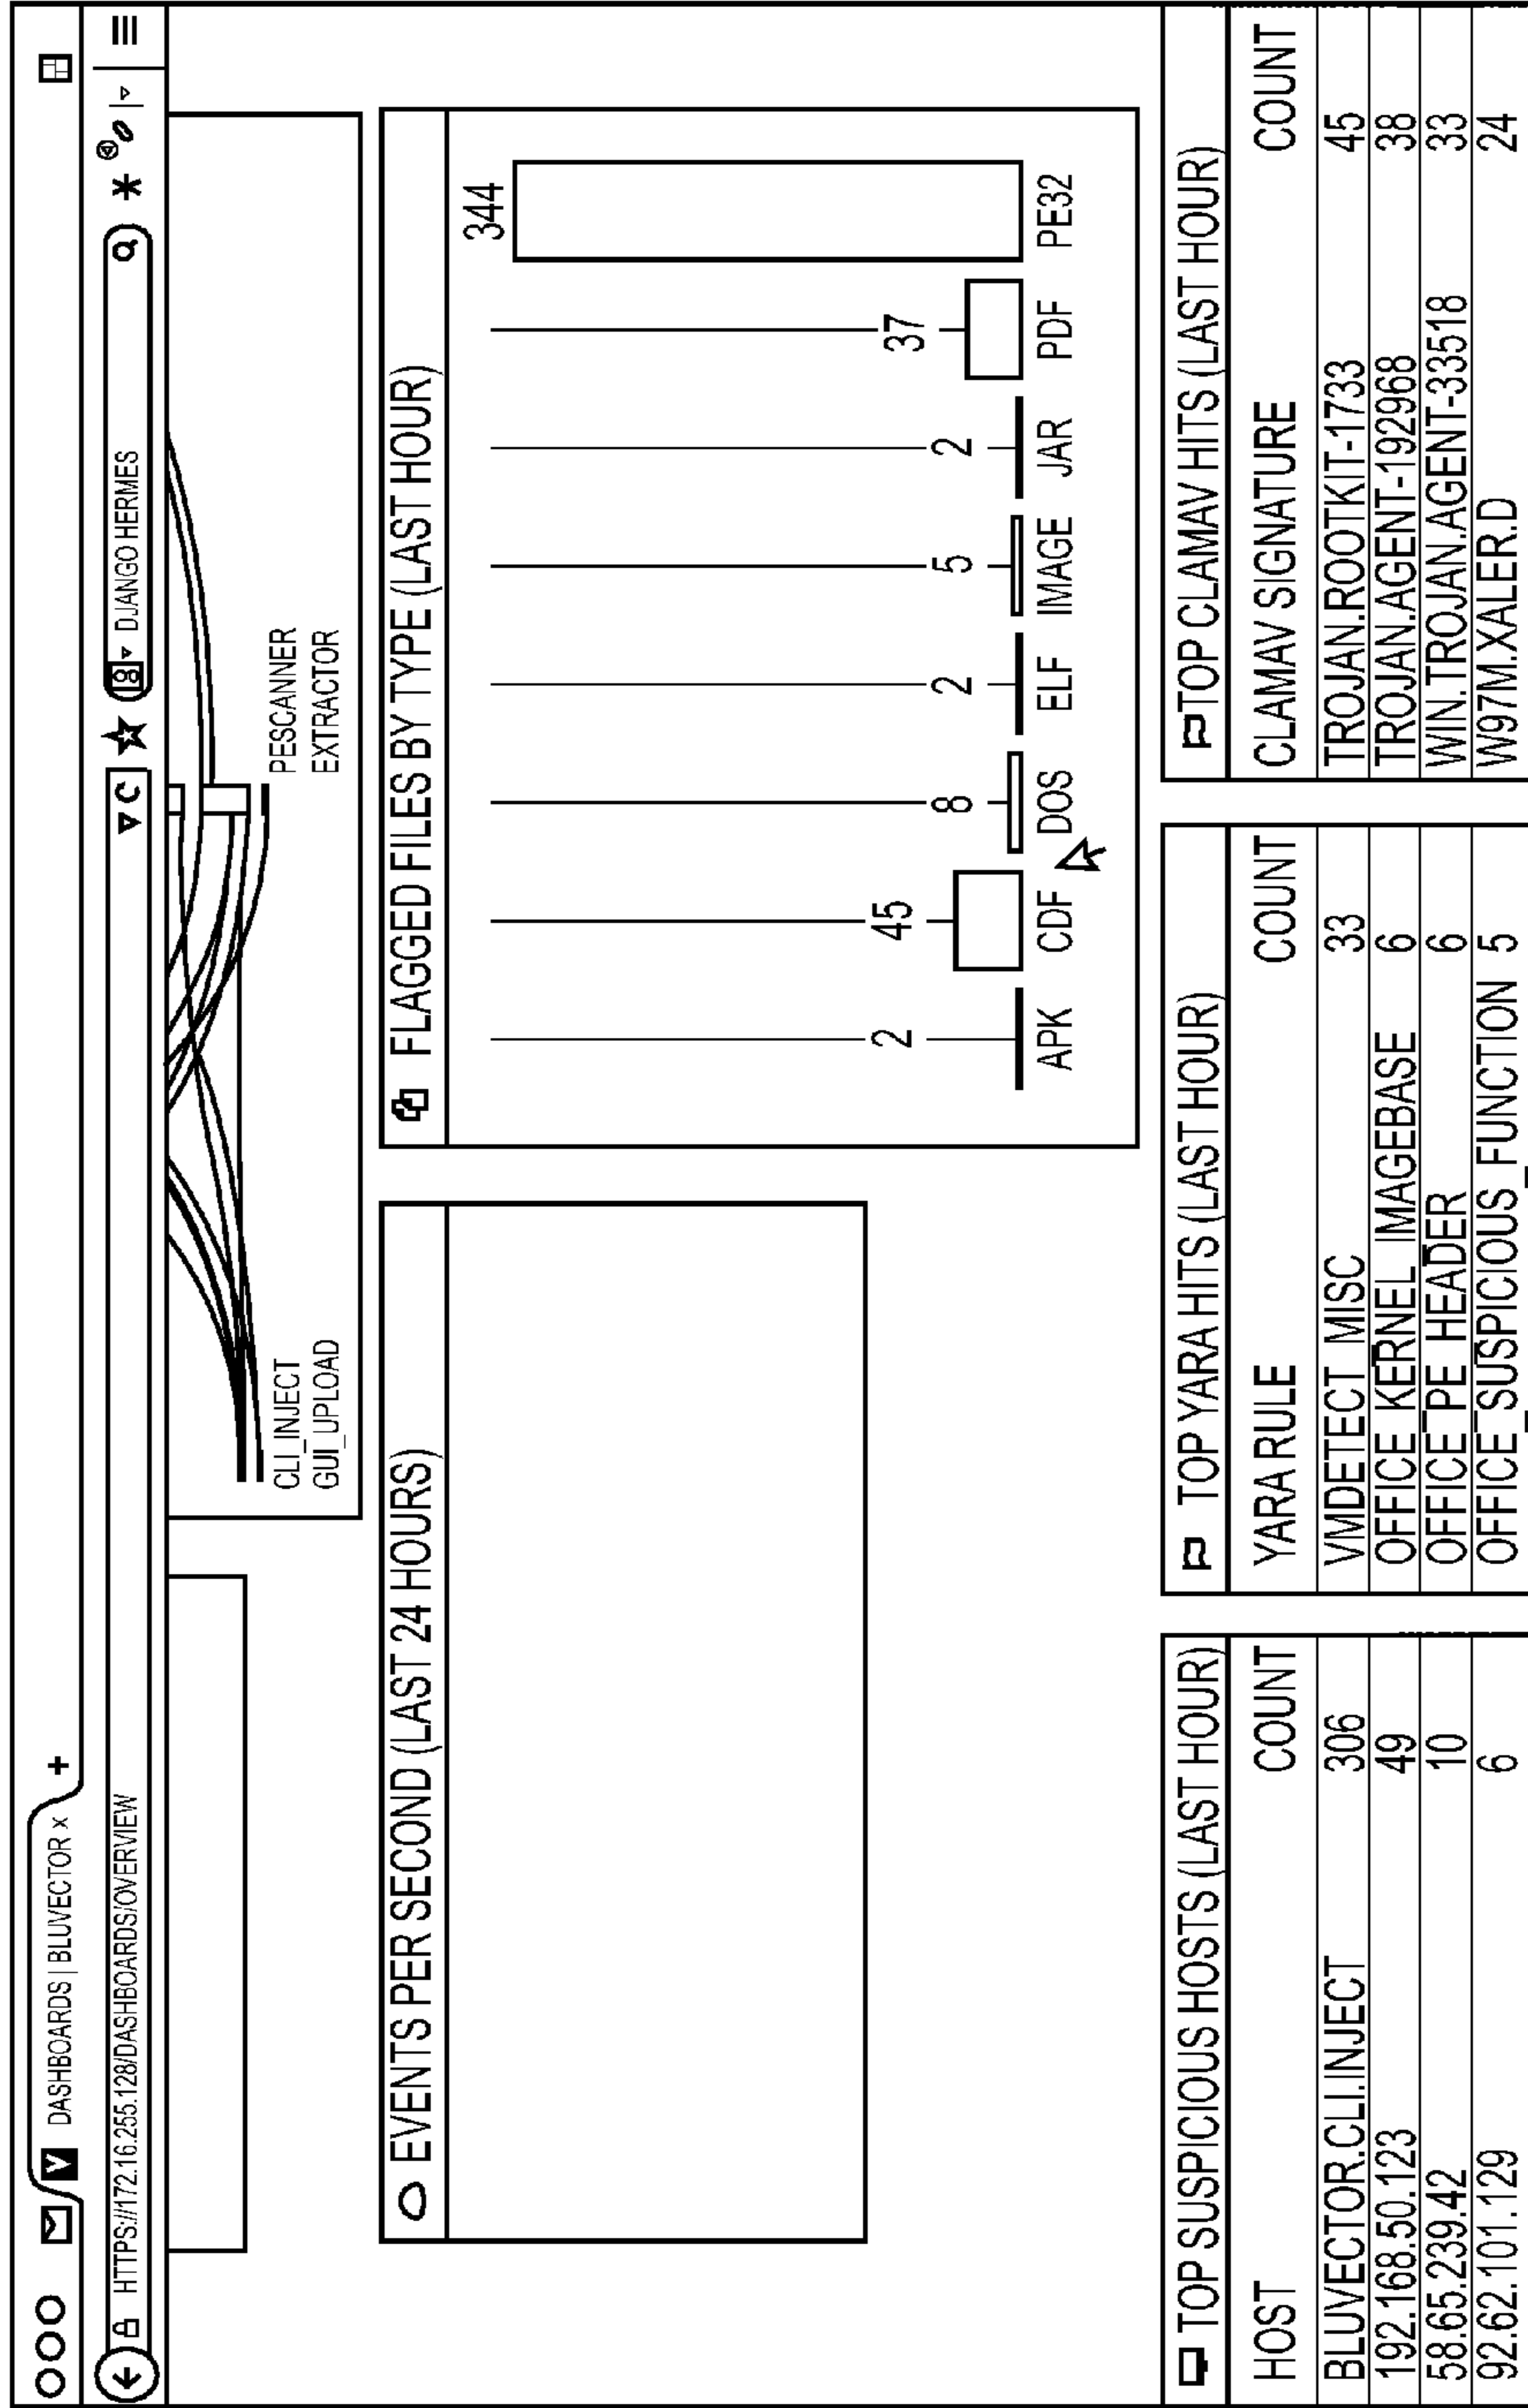 DASHBOARDS | BLUVECTOR x +
HTTPS://172.16.255.128/DASHBOARDS/OVERVIEW
8 DJANGO HERMES
CLI_INJECT
GUI_UPLOAD
PESCANNER
EXTRACTOR
EVENTS PER SECOND (LAST 24 HOURS)
FLAGGED FILES BY TYPE (LAST HOUR)
2 45 8 2 5 2 37 344
APK CDF DOS ELF IMAGE JAR PDF PE32
TOP SUSPICIOUS HOSTS (LAST HOUR)
HOST COUNT
BLUVECTOR.CLI.INJECT 306
192.168.50.123 49
58.65.239.42 10
92.62.101.129 6
TOP YARA HITS (LAST HOUR)
YARA RULE COUNT
VMDETECT_MISC 33
OFFICE_KERNEL_IMAGEBASE 6
OFFICE_PE_HEADER 6
OFFICE_SUSPICIOUS_FUNCTION 5
TOP CLAMAV HITS (LAST HOUR)
CLAMAV SIGNATURE COUNT
TROJAN.ROOTKIT-1733 45
TROJAN.AGENT-192968 38
WIN.TROJAN.AGENT-33518 33
W97M.XALER.D 24